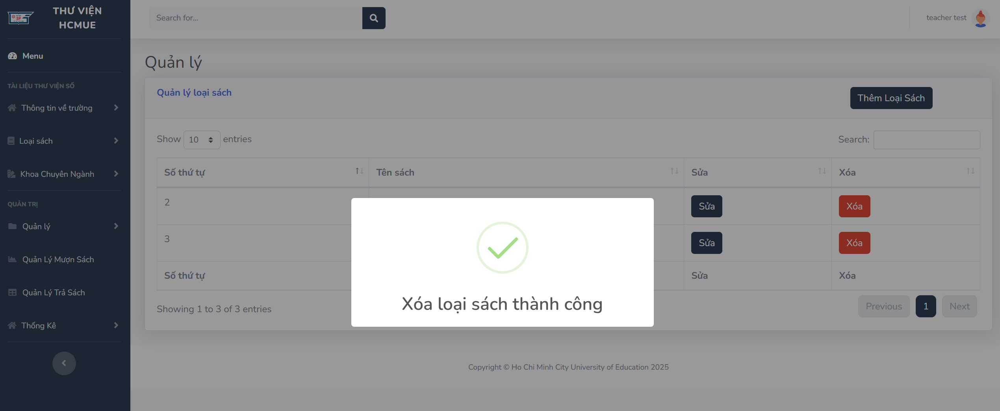 THƯ VIỆN
HCMUE
Search for...
teacher test
Menu
TÀI LIỆU THƯ VIỆN SỐ
Thông tin về trường
Loại sách
Khoa Chuyên Ngành
QUẢN TRỊ
Quản lý
Quản Lý Mượn Sách
Quản Lý Trả Sách
Thống Kê
Quản lý
Quản lý loại sách
Thêm Loại Sách
Show 10 entries
Search:
Số thứ tự Tên sách Sửa Xóa
2 Sửa Xóa
3 Sửa Xóa
Số thứ tự Sửa Xóa
Xóa loại sách thành công
Showing 1 to 3 of 3 entries
Previous 1 Next
Copyright © Ho Chi Minh City University of Education 2025